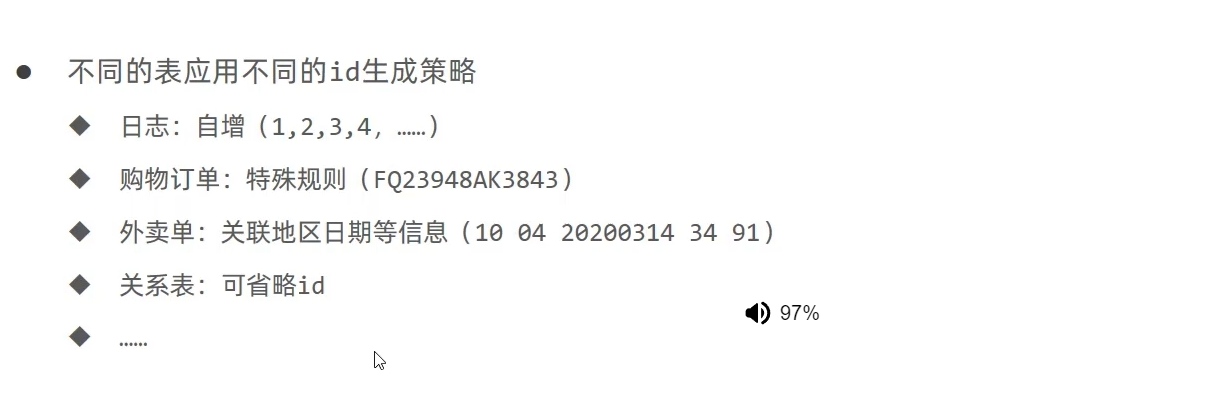 ● 不同的表应用不同的id生成策略
◆ 日志：自增（1,2,3,4，……）
◆ 购物订单：特殊规则（FQ23948AK3843）
◆ 外卖单：关联地区日期等信息（10 04 20200314 34 91）
◆ 关系表：可省略id
97%
◆ ……